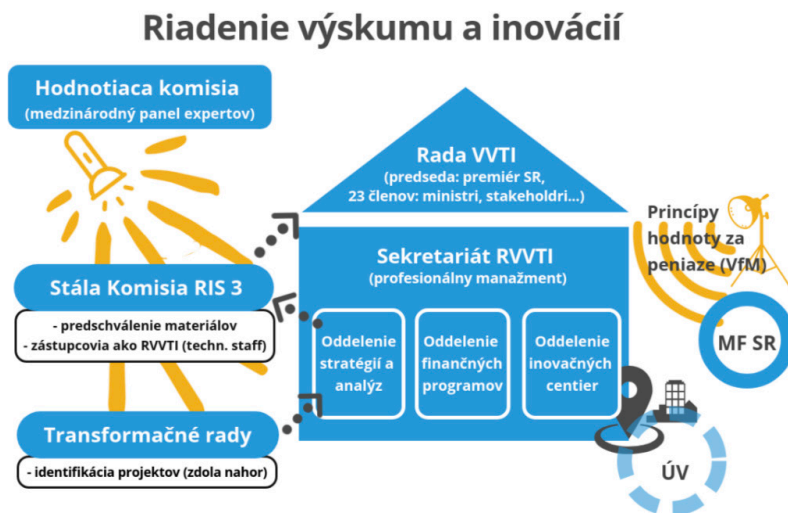 Riadenie výskumu a inovácií
Hodnotiaca komisia
(medzinárodný panel expertov)
Rada VVTI
(predseda: premiér SR,
23 členov: ministri, stakeholdri...)
Princípy
hodnoty za
peniaze (VfM)
MF SR
Sekretariát RVVTI
(profesionálny manažment)
Stála Komisia RIS 3
- predschválenie materiálov
- zástupcovia ako RVVTI (techn. staff)
Oddelenie
stratégií a
analýz
Oddelenie
finančných
programov
Oddelenie
inovačných
centier
Transformačné rady
- identifikácia projektov (zdola nahor)
ÚV